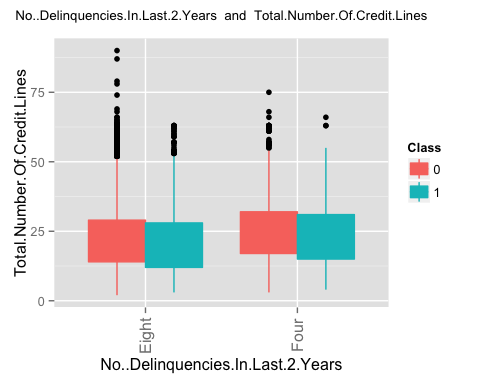 No..Delinquencies.In.Last.2.Years and Total.Number.Of.Credit.Lines
Total.Number.Of.Credit.Lines
75
50
25
0
Eight
Four
No..Delinquencies.In.Last.2.Years
Class
0
1